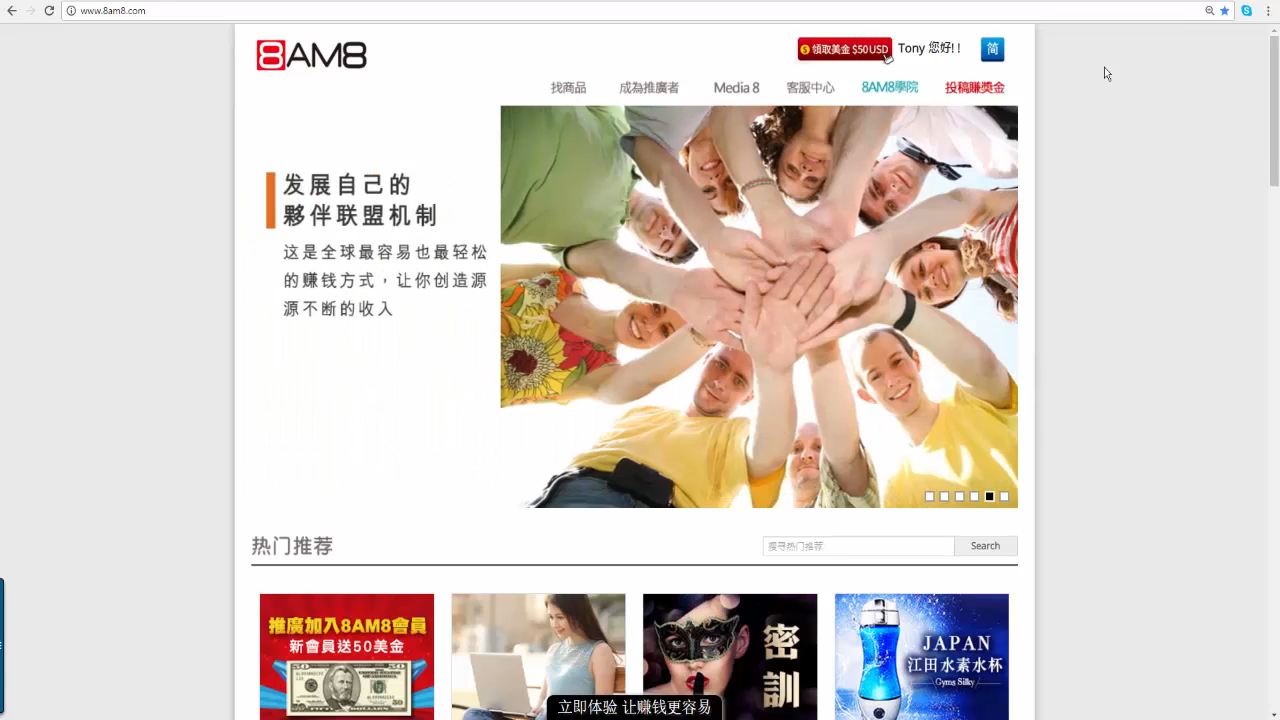 www.8am8.com
8AM8
領取美金 $50USD
Tony 您好! !
简
找商品
成為推廣者
Media 8
客服中心
8AM8學院
投稿賺獎金
发展自己的
夥伴联盟机制
这是全球最容易也最轻松
的赚钱方式，让你创造源
源不断的收入
热门推荐
搜寻热门推荐
Search
推廣加入8AM8會員
新會員送50美金
密訓
JAPAN
江田水素水杯
Gyms Silky
立即体验 让赚钱更容易